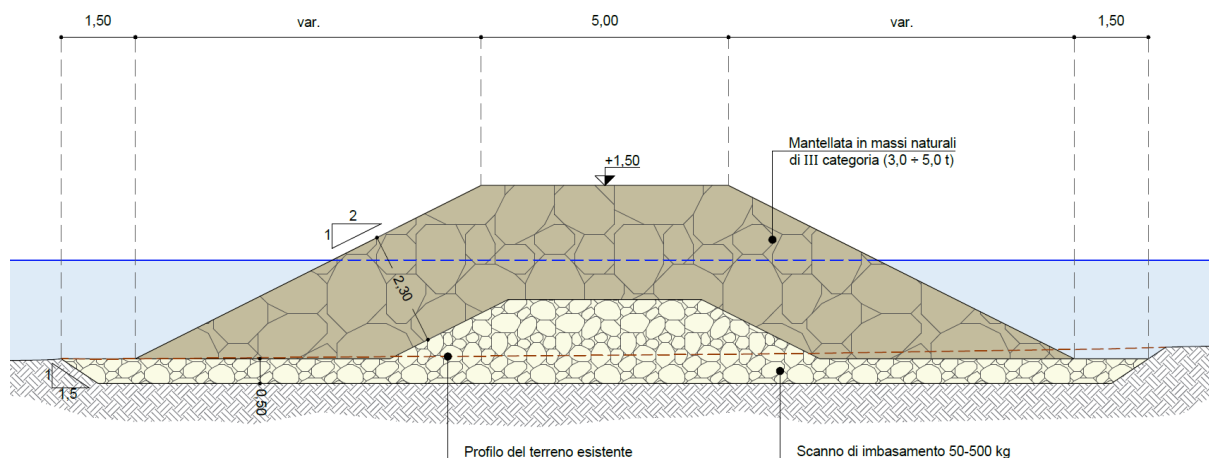 1,50
var.
5,00
var.
1,50
Mantellata in massi naturali
di III categoria (3,0 ÷ 5,0 t)
+1,50
2
1
2,30
1
1,5
0,50
Profilo del terreno esistente
Scanno di imbasamento 50-500 kg